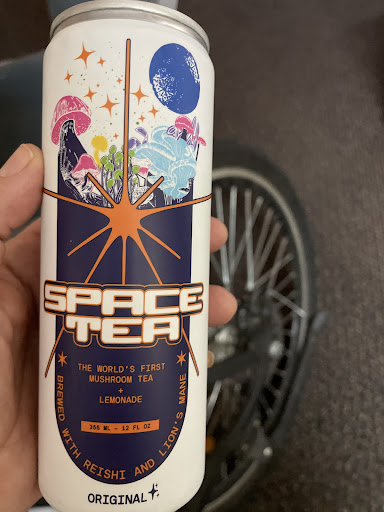 SPACE
TEA
THE WORLD'S FIRST
MUSHROOM TEA
+
LEMONADE
355 ML - 12 FL OZ
BREWED WITH REISHI AND LION'S MANE
ORIGINAL